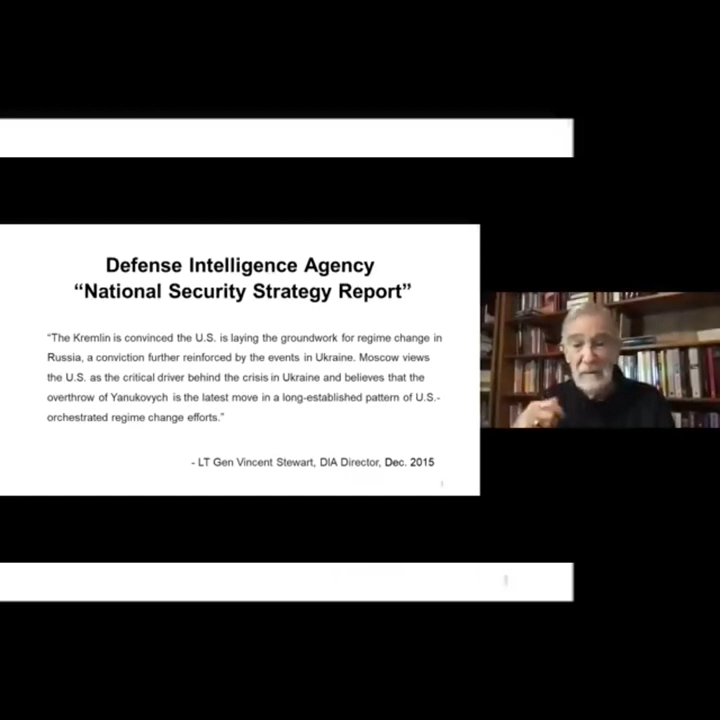 Defense Intelligence Agency
“National Security Strategy Report”
“The Kremlin is convinced the U.S. is laying the groundwork for regime change in
Russia, a conviction further reinforced by the events in Ukraine. Moscow views
the U.S. as the critical driver behind the crisis in Ukraine and believes that the
overthrow of Yanukovych is the latest move in a long-established pattern of U.S.-
orchestrated regime change efforts.”
- LT Gen Vincent Stewart, DIA Director, Dec. 2015